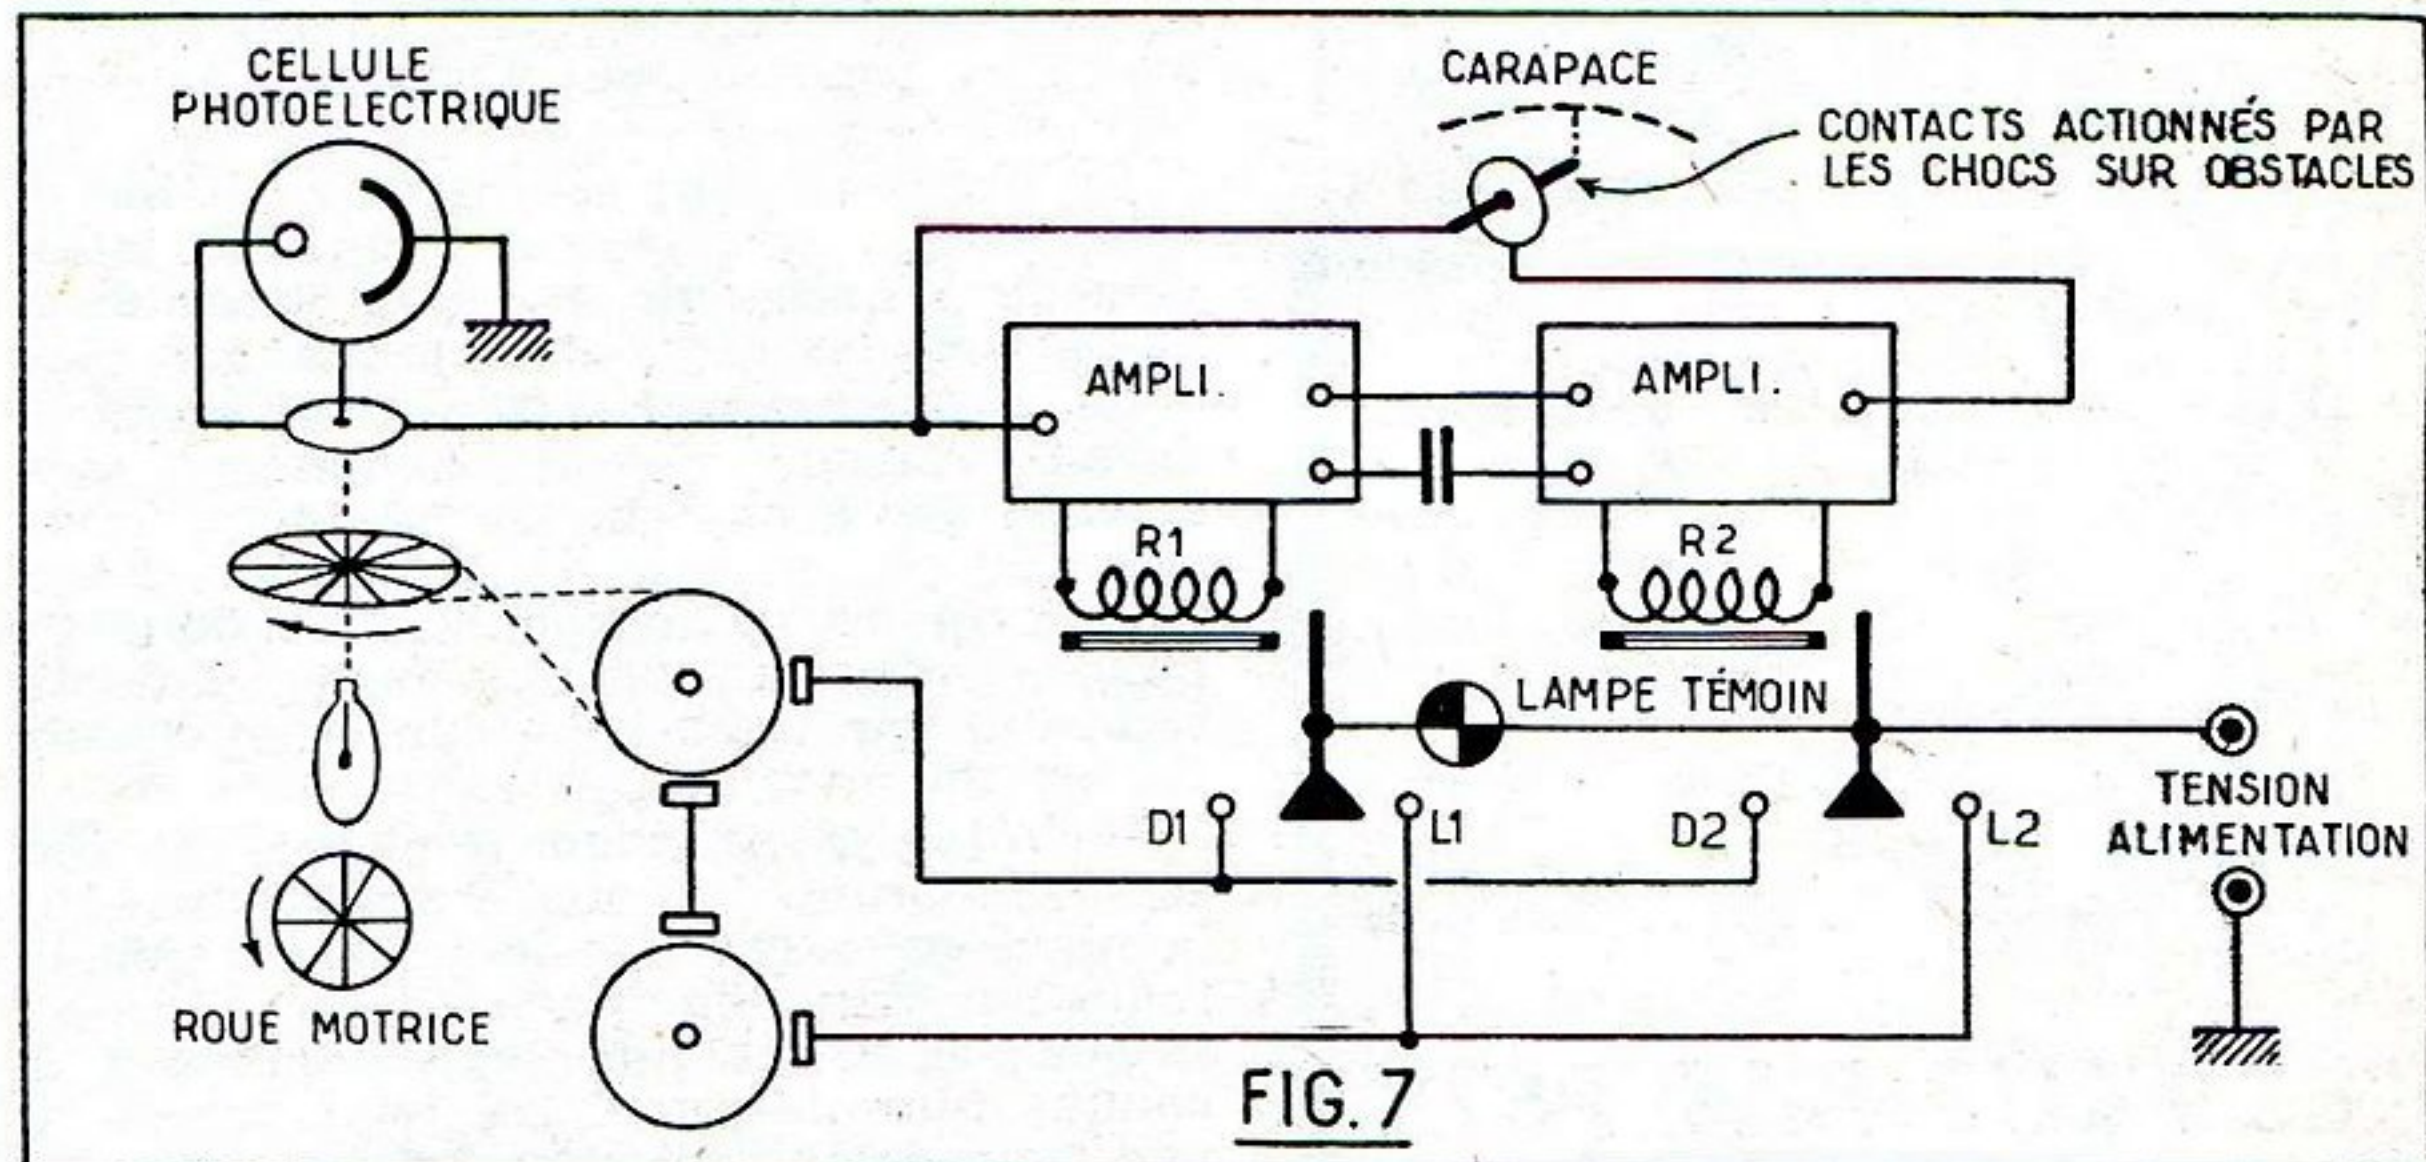 CELLULE
PHOTOELECTRIQUE
CARAPACE
CONTACTS ACTIONNÉS PAR
LES CHOCS SUR OBSTACLES
AMPLI.
AMPLI.
R1
R2
LAMPE TÉMOIN
D1
L1
D2
L2
TENSION
ALIMENTATION
ROUE MOTRICE
FIG. 7